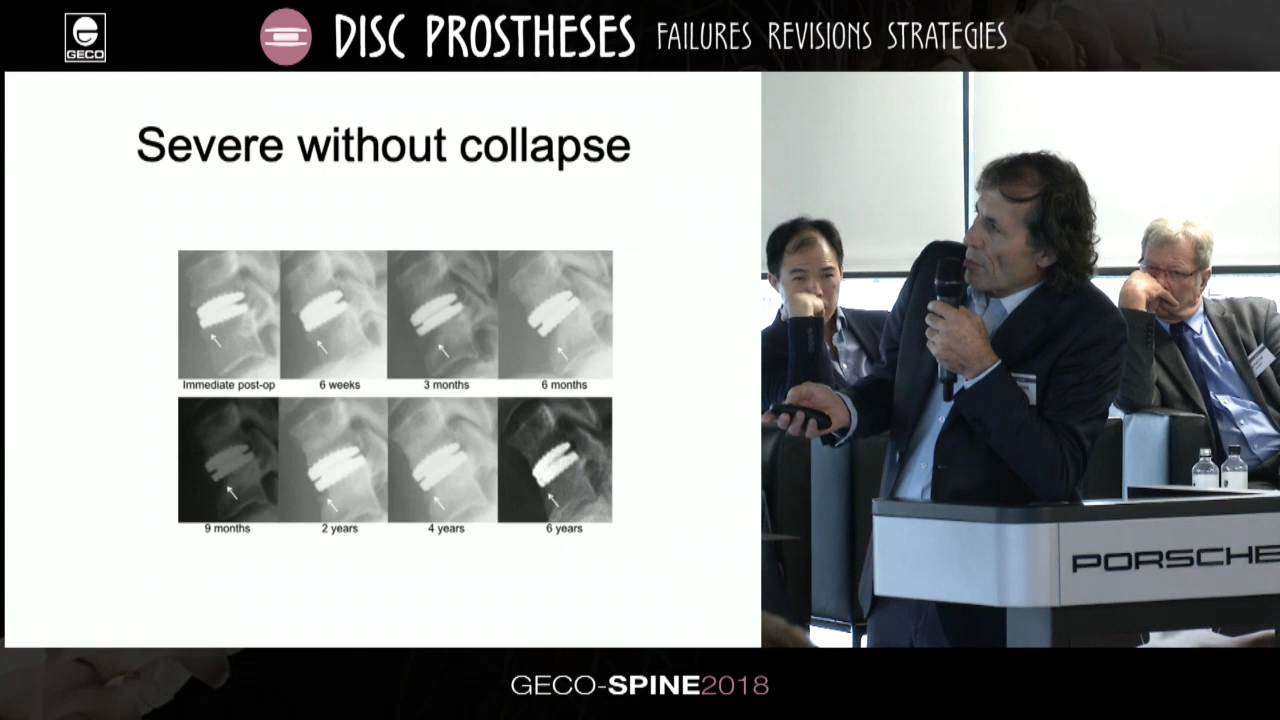 GECO
DISC PROSTHESES FAILURES REVISIONS STRATEGIES
Severe without collapse
Immediate post-op
6 weeks
3 months
6 months
9 months
2 years
4 years
6 years
PORSCHE
GECO-SPINE2018